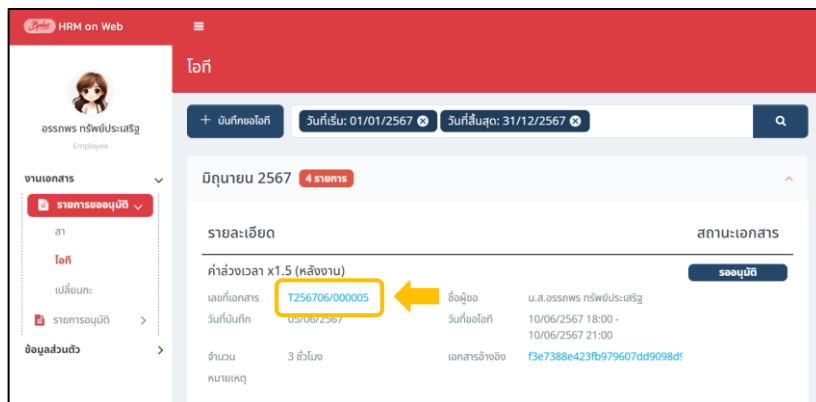 HRM on Web
โอที
อรรถพร ทรัพย์ประเสริฐ
Employee
+ บันทึกขอโอที
วันที่เริ่ม: 01/01/2567
วันที่สิ้นสุด: 31/12/2567
งานเอกสาร
มิถุนายน 2567 4 รายการ
รายการขออนุมัติ
ลา
โอที
เปลี่ยนกะ
รายการอนุมัติ
ข้อมูลส่วนตัว
รายละเอียด สถานะเอกสาร
ค่าล่วงเวลา x1.5 (หลังงาน) รออนุมัติ
เลขที่เอกสาร T256706/000005 ชื่อผู้ขอ น.ส.อรรถพร ทรัพย์ประเสริฐ
วันที่บันทึก 05/06/2567 วันที่ขอโอที 10/06/2567 18:00 -
10/06/2567 21:00
จำนวน 3 ชั่วโมง เอกสารอ้างอิง f3e7388e423fb979607dd9098d9
หมายเหตุ